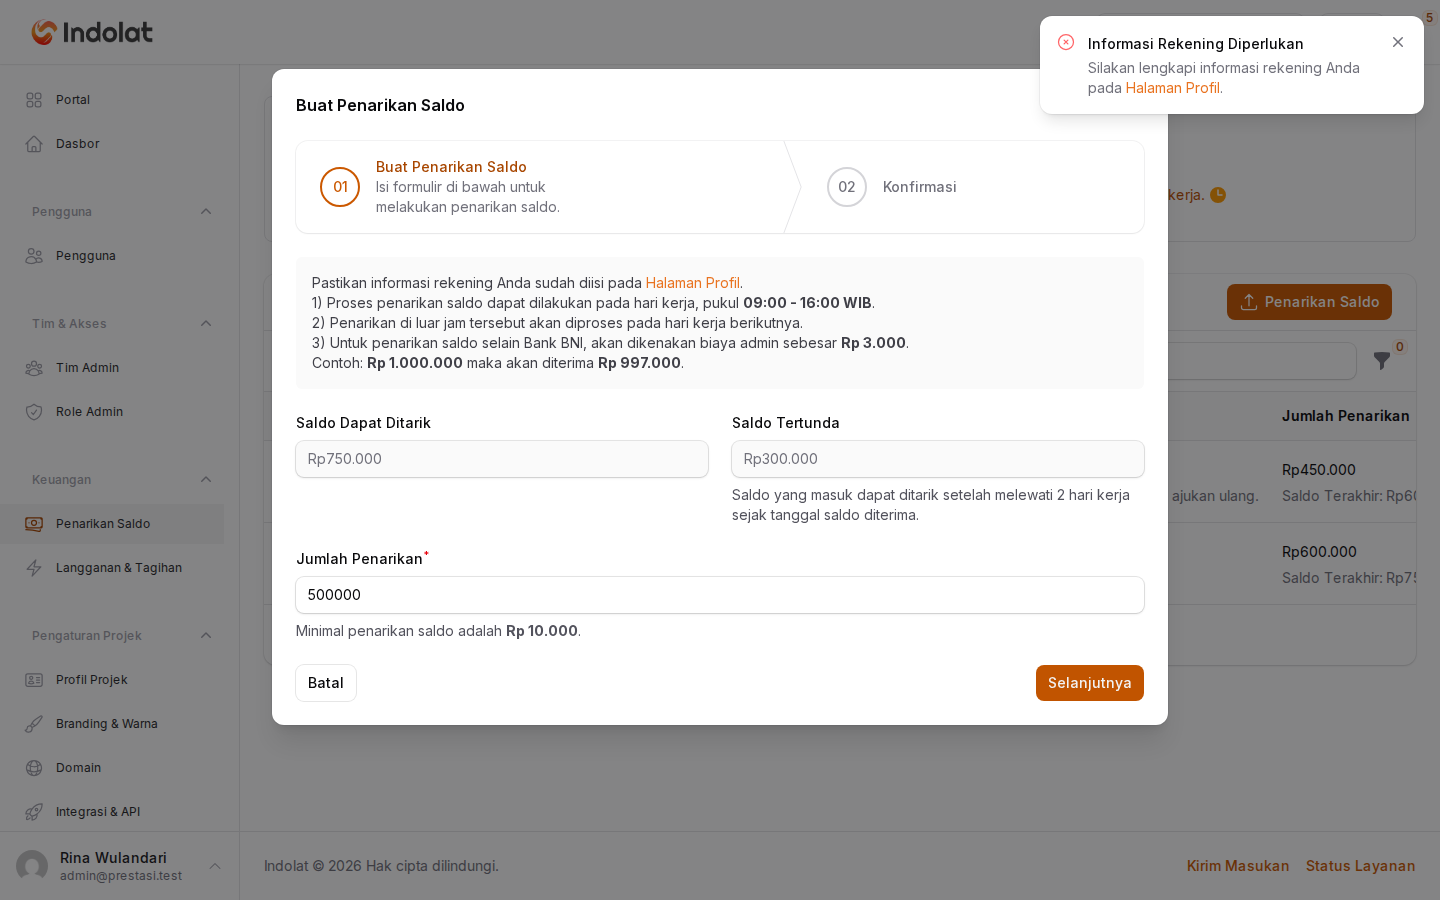 Indolat
5
Informasi Rekening Diperlukan
Silakan lengkapi informasi rekening Anda
pada Halaman Profil.
Portal
Dasbor
Pengguna
Pengguna
Tim & Akses
Tim Admin
Role Admin
Keuangan
Penarikan Saldo
Langganan & Tagihan
Pengaturan Projek
Profil Projek
Branding & Warna
Domain
Integrasi & API
Rina Wulandari
admin@prestasi.test
Buat Penarikan Saldo
01
Buat Penarikan Saldo
Isi formulir di bawah untuk
melakukan penarikan saldo.
02
Konfirmasi
Pastikan informasi rekening Anda sudah diisi pada Halaman Profil.
1) Proses penarikan saldo dapat dilakukan pada hari kerja, pukul 09:00 - 16:00 WIB.
2) Penarikan di luar jam tersebut akan diproses pada hari kerja berikutnya.
3) Untuk penarikan saldo selain Bank BNI, akan dikenakan biaya admin sebesar Rp 3.000.
Contoh: Rp 1.000.000 maka akan diterima Rp 997.000.
Saldo Dapat Ditarik
Rp750.000
Saldo Tertunda
Rp300.000
Saldo yang masuk dapat ditarik setelah melewati 2 hari kerja
sejak tanggal saldo diterima.
Jumlah Penarikan*
500000
Minimal penarikan saldo adalah Rp 10.000.
Batal
Selanjutnya
kerja.
Penarikan Saldo
0
Jumlah Penarikan
Rp450.000
ajukan ulang.
Saldo Terakhir: Rp60
Rp600.000
Saldo Terakhir: Rp75
Indolat © 2026 Hak cipta dilindungi.
Kirim Masukan
Status Layanan